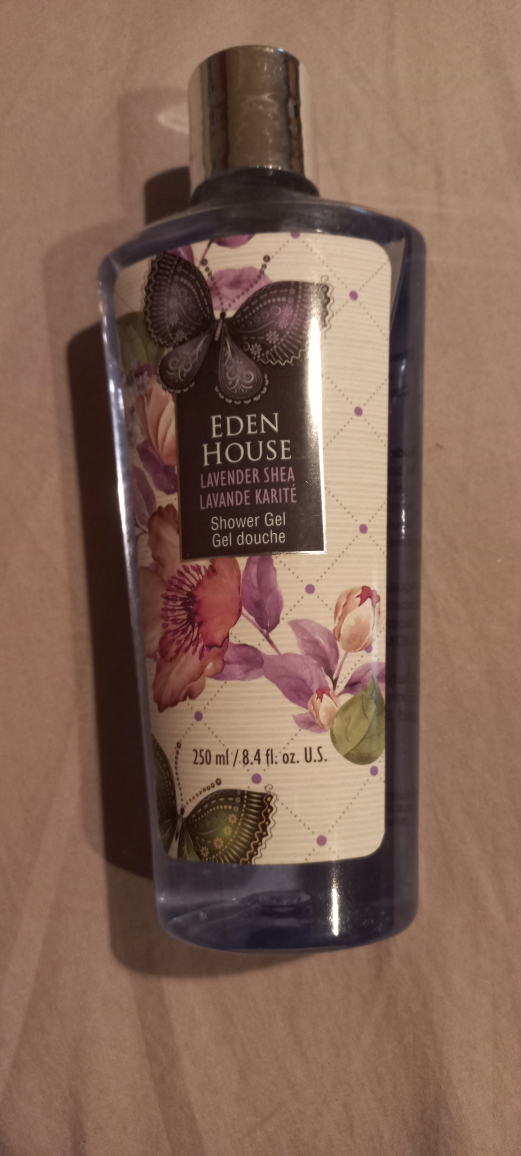 EDEN
HOUSE
LAVENDER SHEA
LAVANDE KARITÉ
Shower Gel
Gel douche
250 ml / 8.4 fl. oz. U.S.